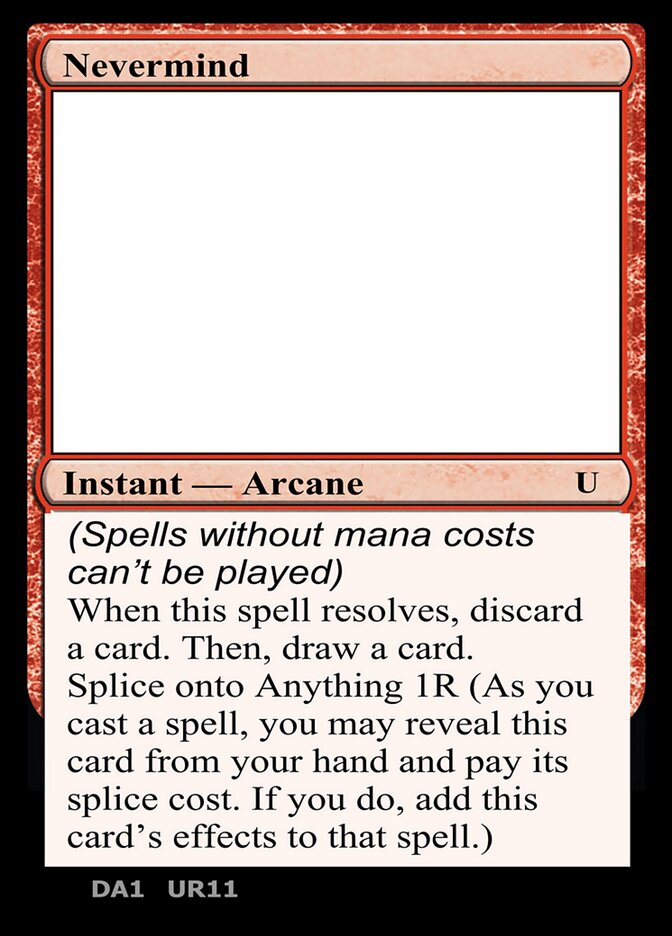 Nevermind
Instant — Arcane U
(Spells without mana costs
can't be played)
When this spell resolves, discard
a card. Then, draw a card.
Splice onto Anything 1R (As you
cast a spell, you may reveal this
card from your hand and pay its
splice cost. If you do, add this
card's effects to that spell.)
DA1 UR11